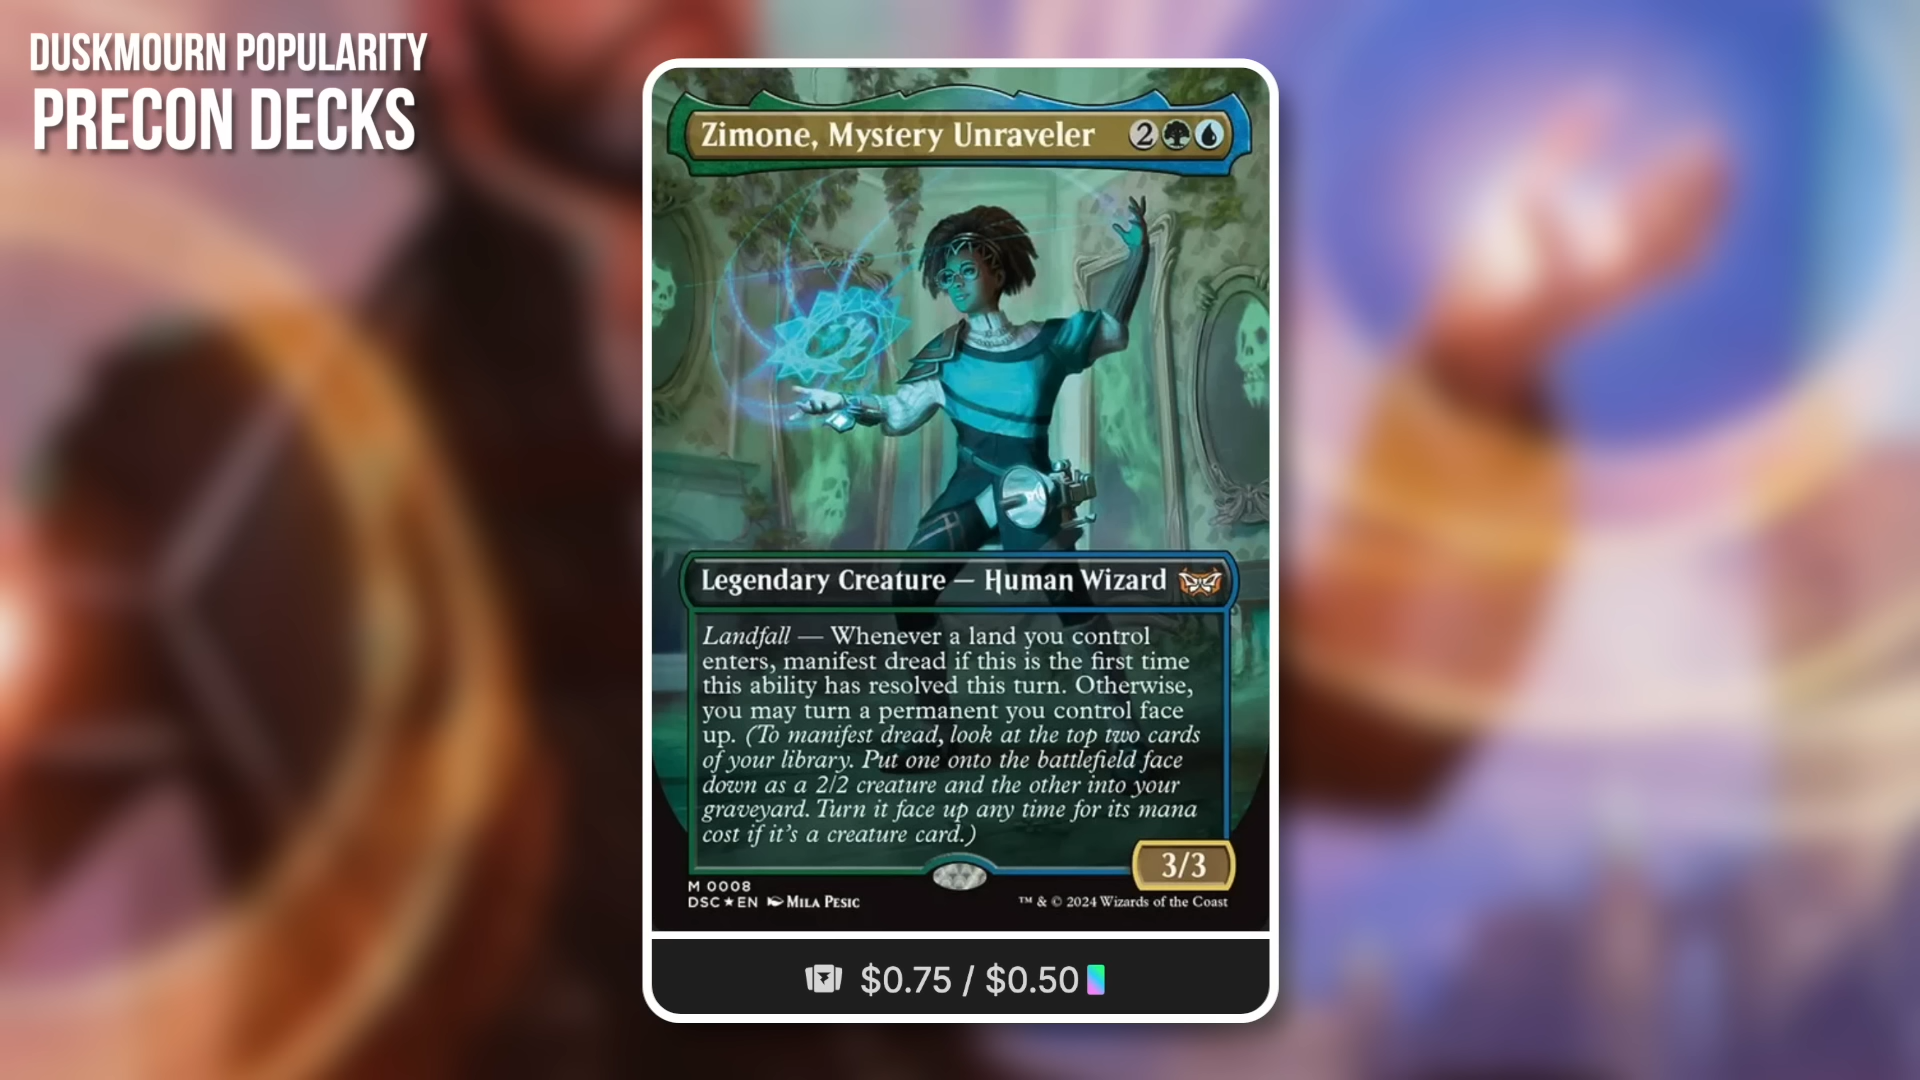 DUSKMOURN POPULARITY
PRECON DECKS
Zimone, Mystery Unraveler 2
Legendary Creature — Human Wizard
Landfall — Whenever a land you control
enters, manifest dread if this is the first time
this ability has resolved this turn. Otherwise,
you may turn a permanent you control face
up. (To manifest dread, look at the top two cards
of your library. Put one onto the battlefield face
down as a 2/2 creature and the other into your
graveyard. Turn it face up any time for its mana
cost if it's a creature card.)
3/3
M 0008
DSC★EN MILA PESIC
™ & © 2024 Wizards of the Coast
$0.75 / $0.50